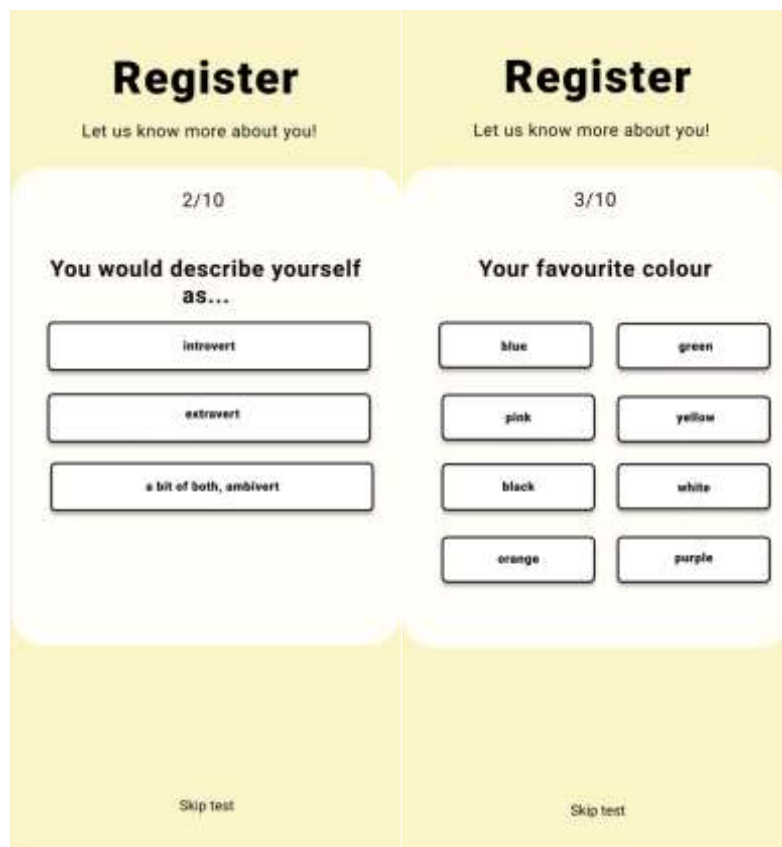 Register
Let us know more about you!
2/10
You would describe yourself
as...
introvert
extravert
a bit of both, ambivert
Skip test
Register
Let us know more about you!
3/10
Your favourite colour
blue
green
pink
yellow
black
white
orange
purple
Skip test